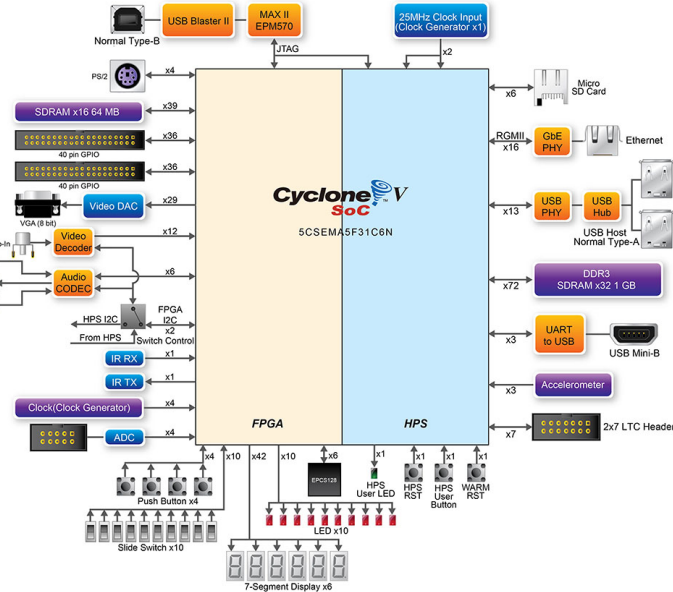 Normal Type-B
USB Blaster II
MAX II
EPM570
JTAG
25MHz Clock Input
(Clock Generator x1)
x2
PS/2
x4
SDRAM x16 64 MB
x39
x36
40 pin GPIO
x36
40 pin GPIO
VGA (8 bit)
Video DAC
x29
o-In
Video
Decoder
x12
Audio
CODEC
x6
HPS I2C
FPGA
I2C
x2
From HPS
Switch Control
IR RX
x1
IR TX
x1
Clock(Clock Generator)
x4
ADC
x4
Cyclone V
SoC
TM
5CSEMA5F31C6N
FPGA
HPS
x6
Micro
SD Card
RGMII
x16
GbE
PHY
Ethernet
x13
USB
PHY
USB
Hub
USB Host
Normal Type-A
x72
DDR3
SDRAM x32 1 GB
x3
UART
to USB
USB Mini-B
x3
Accelerometer
x7
2x7 LTC Header
x4
x10
x42
x10
x6
x1
x1
x1
x1
Push Button x4
EPCS128
HPS
User LED
HPS
RST
HPS
User
Button
WARM
RST
Slide Switch x10
LED x10
7-Segment Display x6